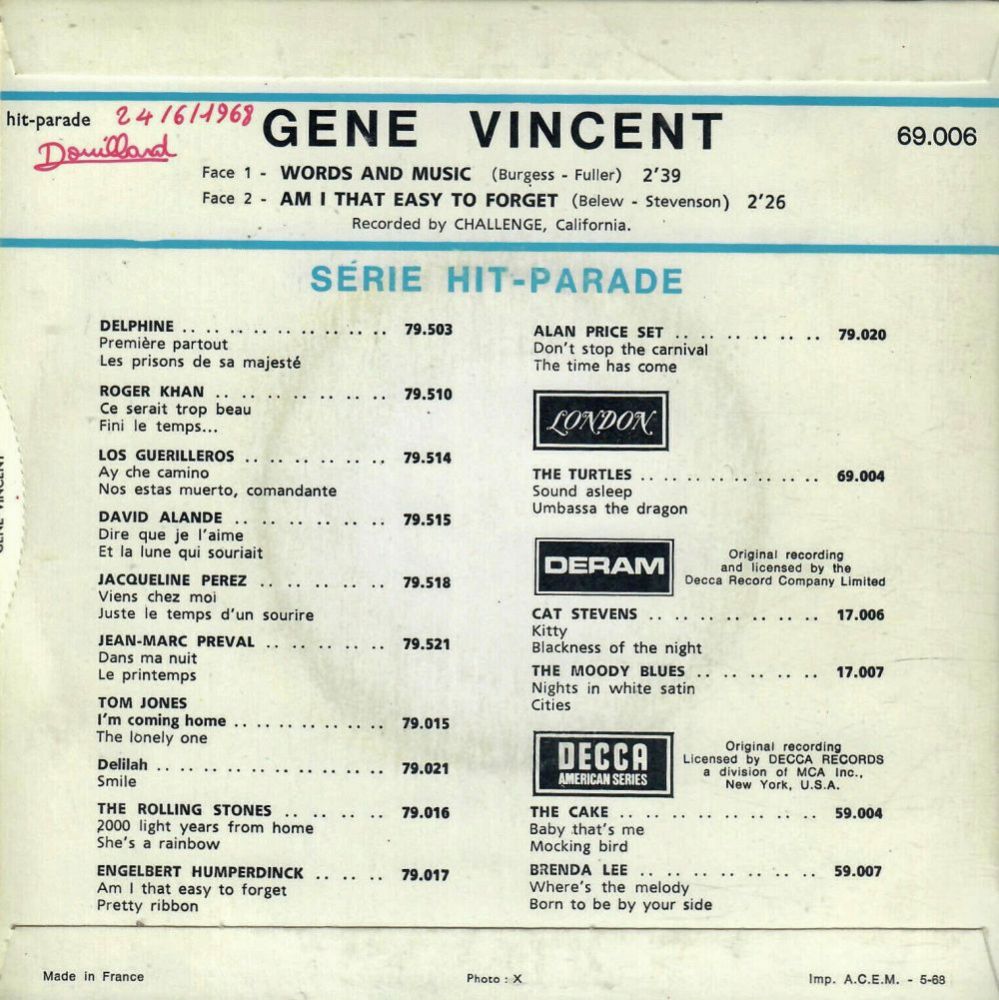 hit-parade 24/6/1968
Douillard
GENE VINCENT
69.006
Face 1 - WORDS AND MUSIC (Burgess - Fuller) 2'39
Face 2 - AM I THAT EASY TO FORGET (Belew - Stevenson) 2'26
Recorded by CHALLENGE, California.
SÉRIE HIT-PARADE
DELPHINE .. .. .. .. .. .. .. .. .. 79.503
Première partout
Les prisons de sa majesté
ROGER KHAN .. .. .. .. .. .. .. 79.510
Ce serait trop beau
Fini le temps...
LOS GUERILLEROS .. .. .. .. .. .. 79.514
Ay che camino
Nos estas muerto, comandante
DAVID ALANDE .. .. .. .. .. .. .. 79.515
Dire que je l'aime
Et la lune qui souriait
JACQUELINE PEREZ .. .. .. .. .. .. 79.518
Viens chez moi
Juste le temps d'un sourire
JEAN-MARC PREVAL .. .. .. .. .. 79.521
Dans ma nuit
Le printemps
TOM JONES
I'm coming home .. .. .. .. .. .. .. 79.015
The lonely one
Delilah .. .. .. .. .. .. .. .. .. .. 79.021
Smile
THE ROLLING STONES .. .. .. .. .. 79.016
2000 light years from home
She's a rainbow
ENGELBERT HUMPERDINCK .. .. .. 79.017
Am I that easy to forget
Pretty ribbon
ALAN PRICE SET .. .. .. .. .. .. .. 79.020
Don't stop the carnival
The time has come
LONDON
THE TURTLES .. .. .. .. .. .. .. .. 69.004
Sound asleep
Umbassa the dragon
DERAM
Original recording
and licensed by the
Decca Record Company Limited
CAT STEVENS .. .. .. .. .. .. .. .. 17.006
Kitty
Blackness of the night
THE MOODY BLUES .. .. .. .. .. .. 17.007
Nights in white satin
Cities
DECCA
AMERICAN SERIES
Original recording
Licensed by DECCA RECORDS
a division of MCA Inc.,
New York, U.S.A.
THE CAKE .. .. .. .. .. .. .. .. .. 59.004
Baby that's me
Mocking bird
BRENDA LEE .. .. .. .. .. .. .. .. 59.007
Where's the melody
Born to be by your side
GENE VINCENT
Made in France
Photo : X
Imp. A.C.E.M. - 5-68